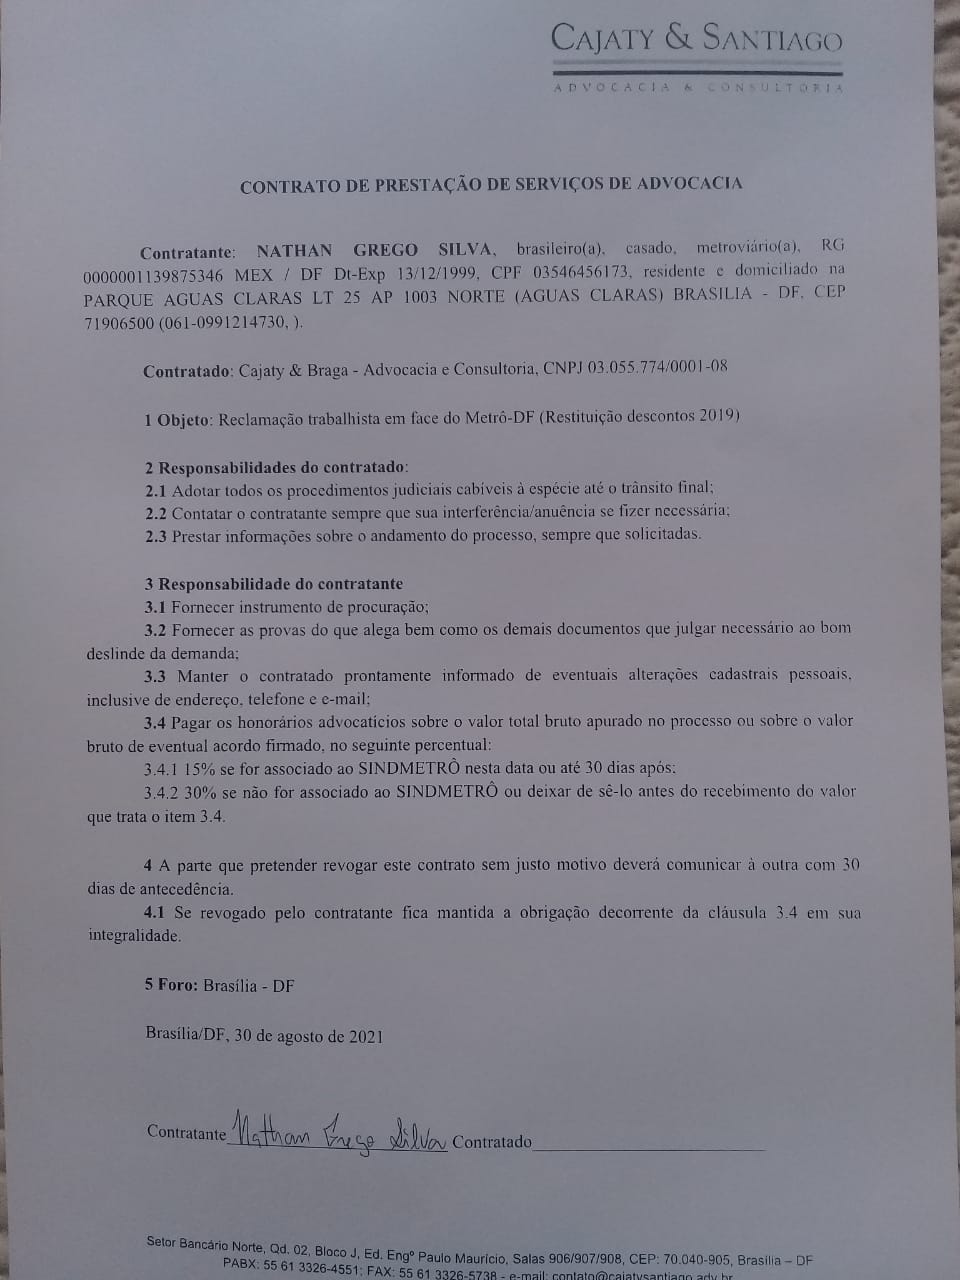 CAJATY & SANTIAGO
ADVOCACIA & CONSULTORIA
CONTRATO DE PRESTAÇÃO DE SERVIÇOS DE ADVOCACIA
Contratante: NATHAN GREGO SILVA, brasileiro(a), casado, metroviário(a), RG
0000001139875346 MEX / DF Dt-Exp 13/12/1999, CPF 03546456173, residente e domiciliado na
PARQUE AGUAS CLARAS LT 25 AP 1003 NORTE (AGUAS CLARAS) BRASILIA - DF, CEP
71906500 (061-0991214730, ).
Contratado: Cajaty & Braga - Advocacia e Consultoria, CNPJ 03.055.774/0001-08
1 Objeto: Reclamação trabalhista em face do Metrô-DF (Restituição descontos 2019)
2 Responsabilidades do contratado:
2.1 Adotar todos os procedimentos judiciais cabíveis à espécie até o trânsito final;
2.2 Contatar o contratante sempre que sua interferência/anuência se fizer necessária;
2.3 Prestar informações sobre o andamento do processo, sempre que solicitadas.
3 Responsabilidade do contratante
3.1 Fornecer instrumento de procuração;
3.2 Fornecer as provas do que alega bem como os demais documentos que julgar necessário ao bom
deslinde da demanda;
3.3 Manter o contratado prontamente informado de eventuais alterações cadastrais pessoais,
inclusive de endereço, telefone e e-mail;
3.4 Pagar os honorários advocatícios sobre o valor total bruto apurado no processo ou sobre o valor
bruto de eventual acordo firmado, no seguinte percentual:
3.4.1 15% se for associado ao SINDMETRÔ nesta data ou até 30 dias após;
3.4.2 30% se não for associado ao SINDMETRÔ ou deixar de sê-lo antes do recebimento do valor
que trata o item 3.4.
4 A parte que pretender revogar este contrato sem justo motivo deverá comunicar à outra com 30
dias de antecedência.
4.1 Se revogado pelo contratante fica mantida a obrigação decorrente da cláusula 3.4 em sua
integralidade.
5 Foro: Brasília - DF
Brasília/DF, 30 de agosto de 2021
Contratante Nathan Grego Silva Contratado
Setor Bancário Norte, Qd. 02, Bloco J, Ed. Engº Paulo Maurício, Salas 906/907/908, CEP: 70.040-905, Brasília – DF
PABX: 55 61 3326-4551; FAX: 55 61 3326-5738 - e-mail: contato@cajatysantiago.adv.br